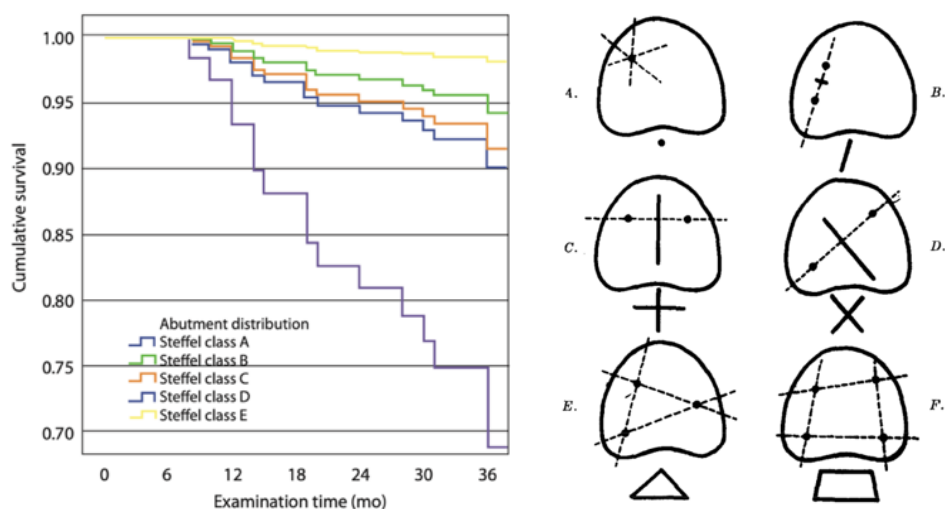 Cumulative survival
1.00
0.95
0.90
0.85
0.80
0.75
0.70
Abutment distribution
Steffel class A
Steffel class B
Steffel class C
Steffel class D
Steffel class E
0 6 12 18 24 30 36
Examination time (mo)
A. B.
C. D.
E. F.